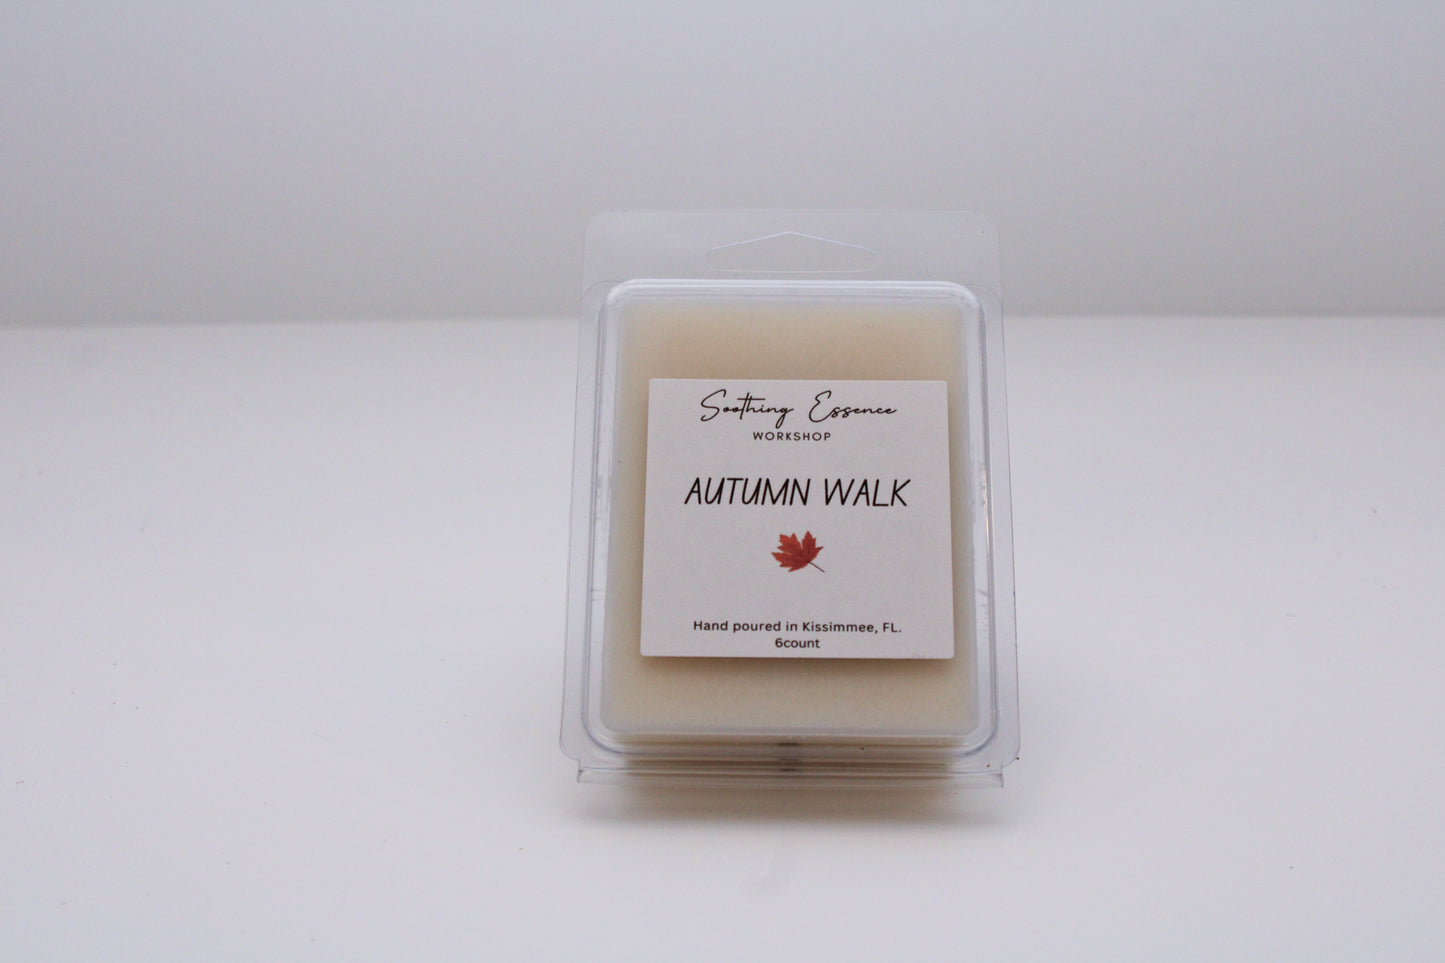 Soothing Essence
WORKSHOP
AUTUMN WALK
Hand poured in Kissimmee, FL.
6count